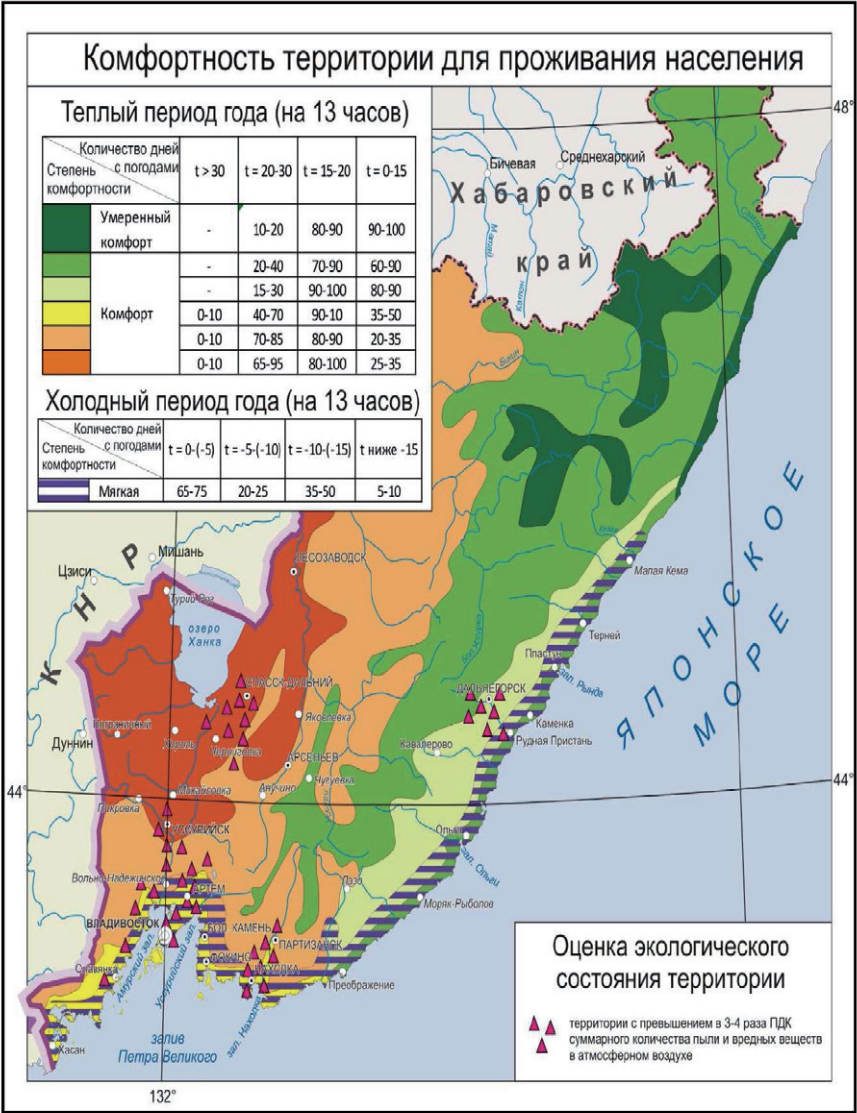 Комфортность территории для проживания населения
Теплый период года (на 13 часов)
Количество дней с погодами
Степень комфортности
t > 30
t = 20-30
t = 15-20
t = 0-15
Умеренный комфорт
-
10-20
80-90
90-100
Комфорт
-
20-40
70-90
60-90
-
15-30
90-100
80-90
0-10
40-70
90-10
35-50
0-10
70-85
80-90
20-35
0-10
65-95
80-100
25-35
Холодный период года (на 13 часов)
Количество дней с погодами
Степень комфортности
t = 0-(-5)
t = -5-(-10)
t = -10-(-15)
t ниже -15
Мягкая
65-75
20-25
35-50
5-10
48°
Бичевая
Среднехарский
Хабаровский
край
Самарга
Бикин
Мишань
Цзиси
КНР
Турий Рог
озеро
Ханка
ЛЕСОЗАВОДСК
Кема
Малая Кема
ЯПОНСКОЕ
МОРЕ
Терней
Пластун
зал. Рында
СПАССК-ДАЛЬНИЙ
ДАЛЬНЕГОРСК
Яковлевка
Каменка
Рудная Пристань
Пограничный
Дуннин
Хороль
Черниговка
Кавалерово
АРСЕНЬЕВ
Чугуевка
44°
44°
Михайловка
Анучино
Покровка
УССУРИЙСК
Ольга
зал. Ольги
Вольно-Надежинское
АРТЕМ
Лазо
Моряк-Рыболов
ВЛАДИВОСТОК
БОЛ. КАМЕНЬ
ПАРТИЗАНСК
ФОКИНО
НАХОДКА
Преображение
Славянка
Амурский зал.
Уссурийский зал.
зал. Находка
Хасан
залив
Петра Великого
132°
Оценка экологического
состояния территории
территории с превышением в 3-4 раза ПДК
суммарного количества пыли и вредных веществ
в атмосферном воздухе